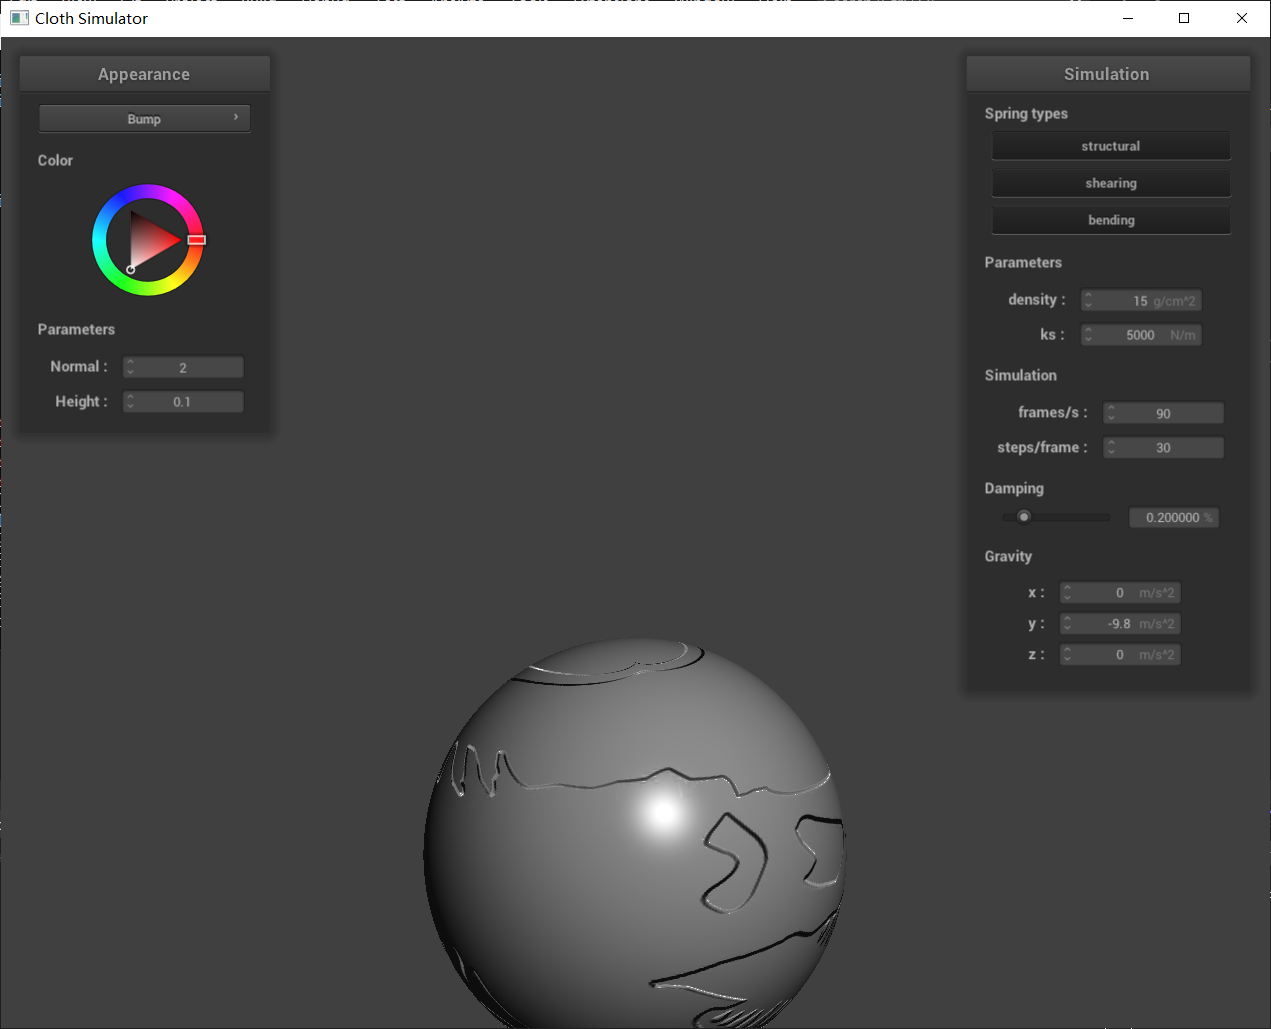 Cloth Simulator
Appearance
Bump
Color
Parameters
Normal : 2
Height : 0.1
Simulation
Spring types
structural
shearing
bending
Parameters
density : 15 g/cm^2
ks : 5000 N/m
Simulation
frames/s : 90
steps/frame : 30
Damping
0.200000 %
Gravity
x : 0 m/s^2
y : -9.8 m/s^2
z : 0 m/s^2